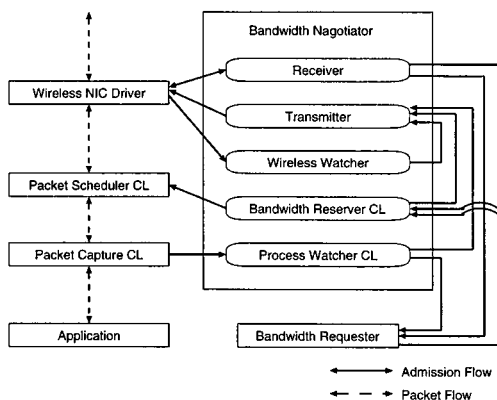 Bandwidth Nagotiator
Receiver
Wireless NIC Driver
Transmitter
Wireless Watcher
Packet Scheduler CL
Bandwidth Reserver CL
Packet Capture CL
Process Watcher CL
Application
Bandwidth Requester
Admission Flow
Packet Flow